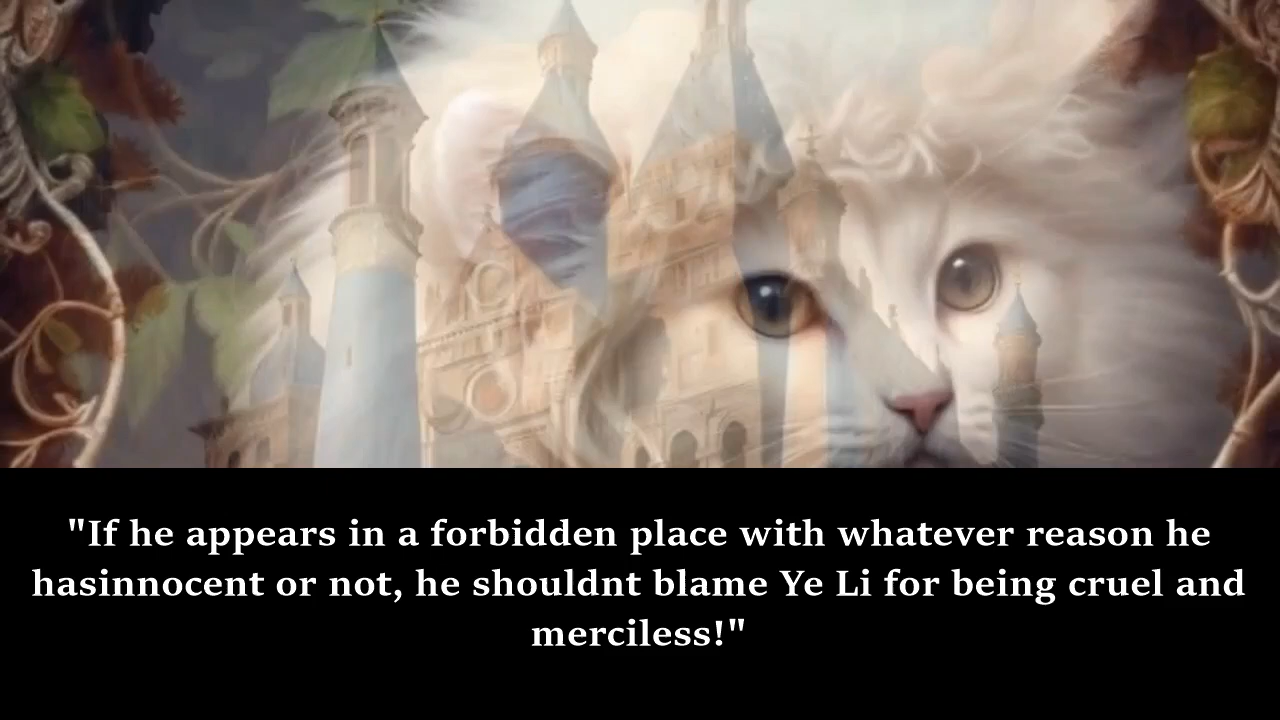 "If he appears in a forbidden place with whatever reason he
hasinnocent or not, he shouldnt blame Ye Li for being cruel and
merciless!"